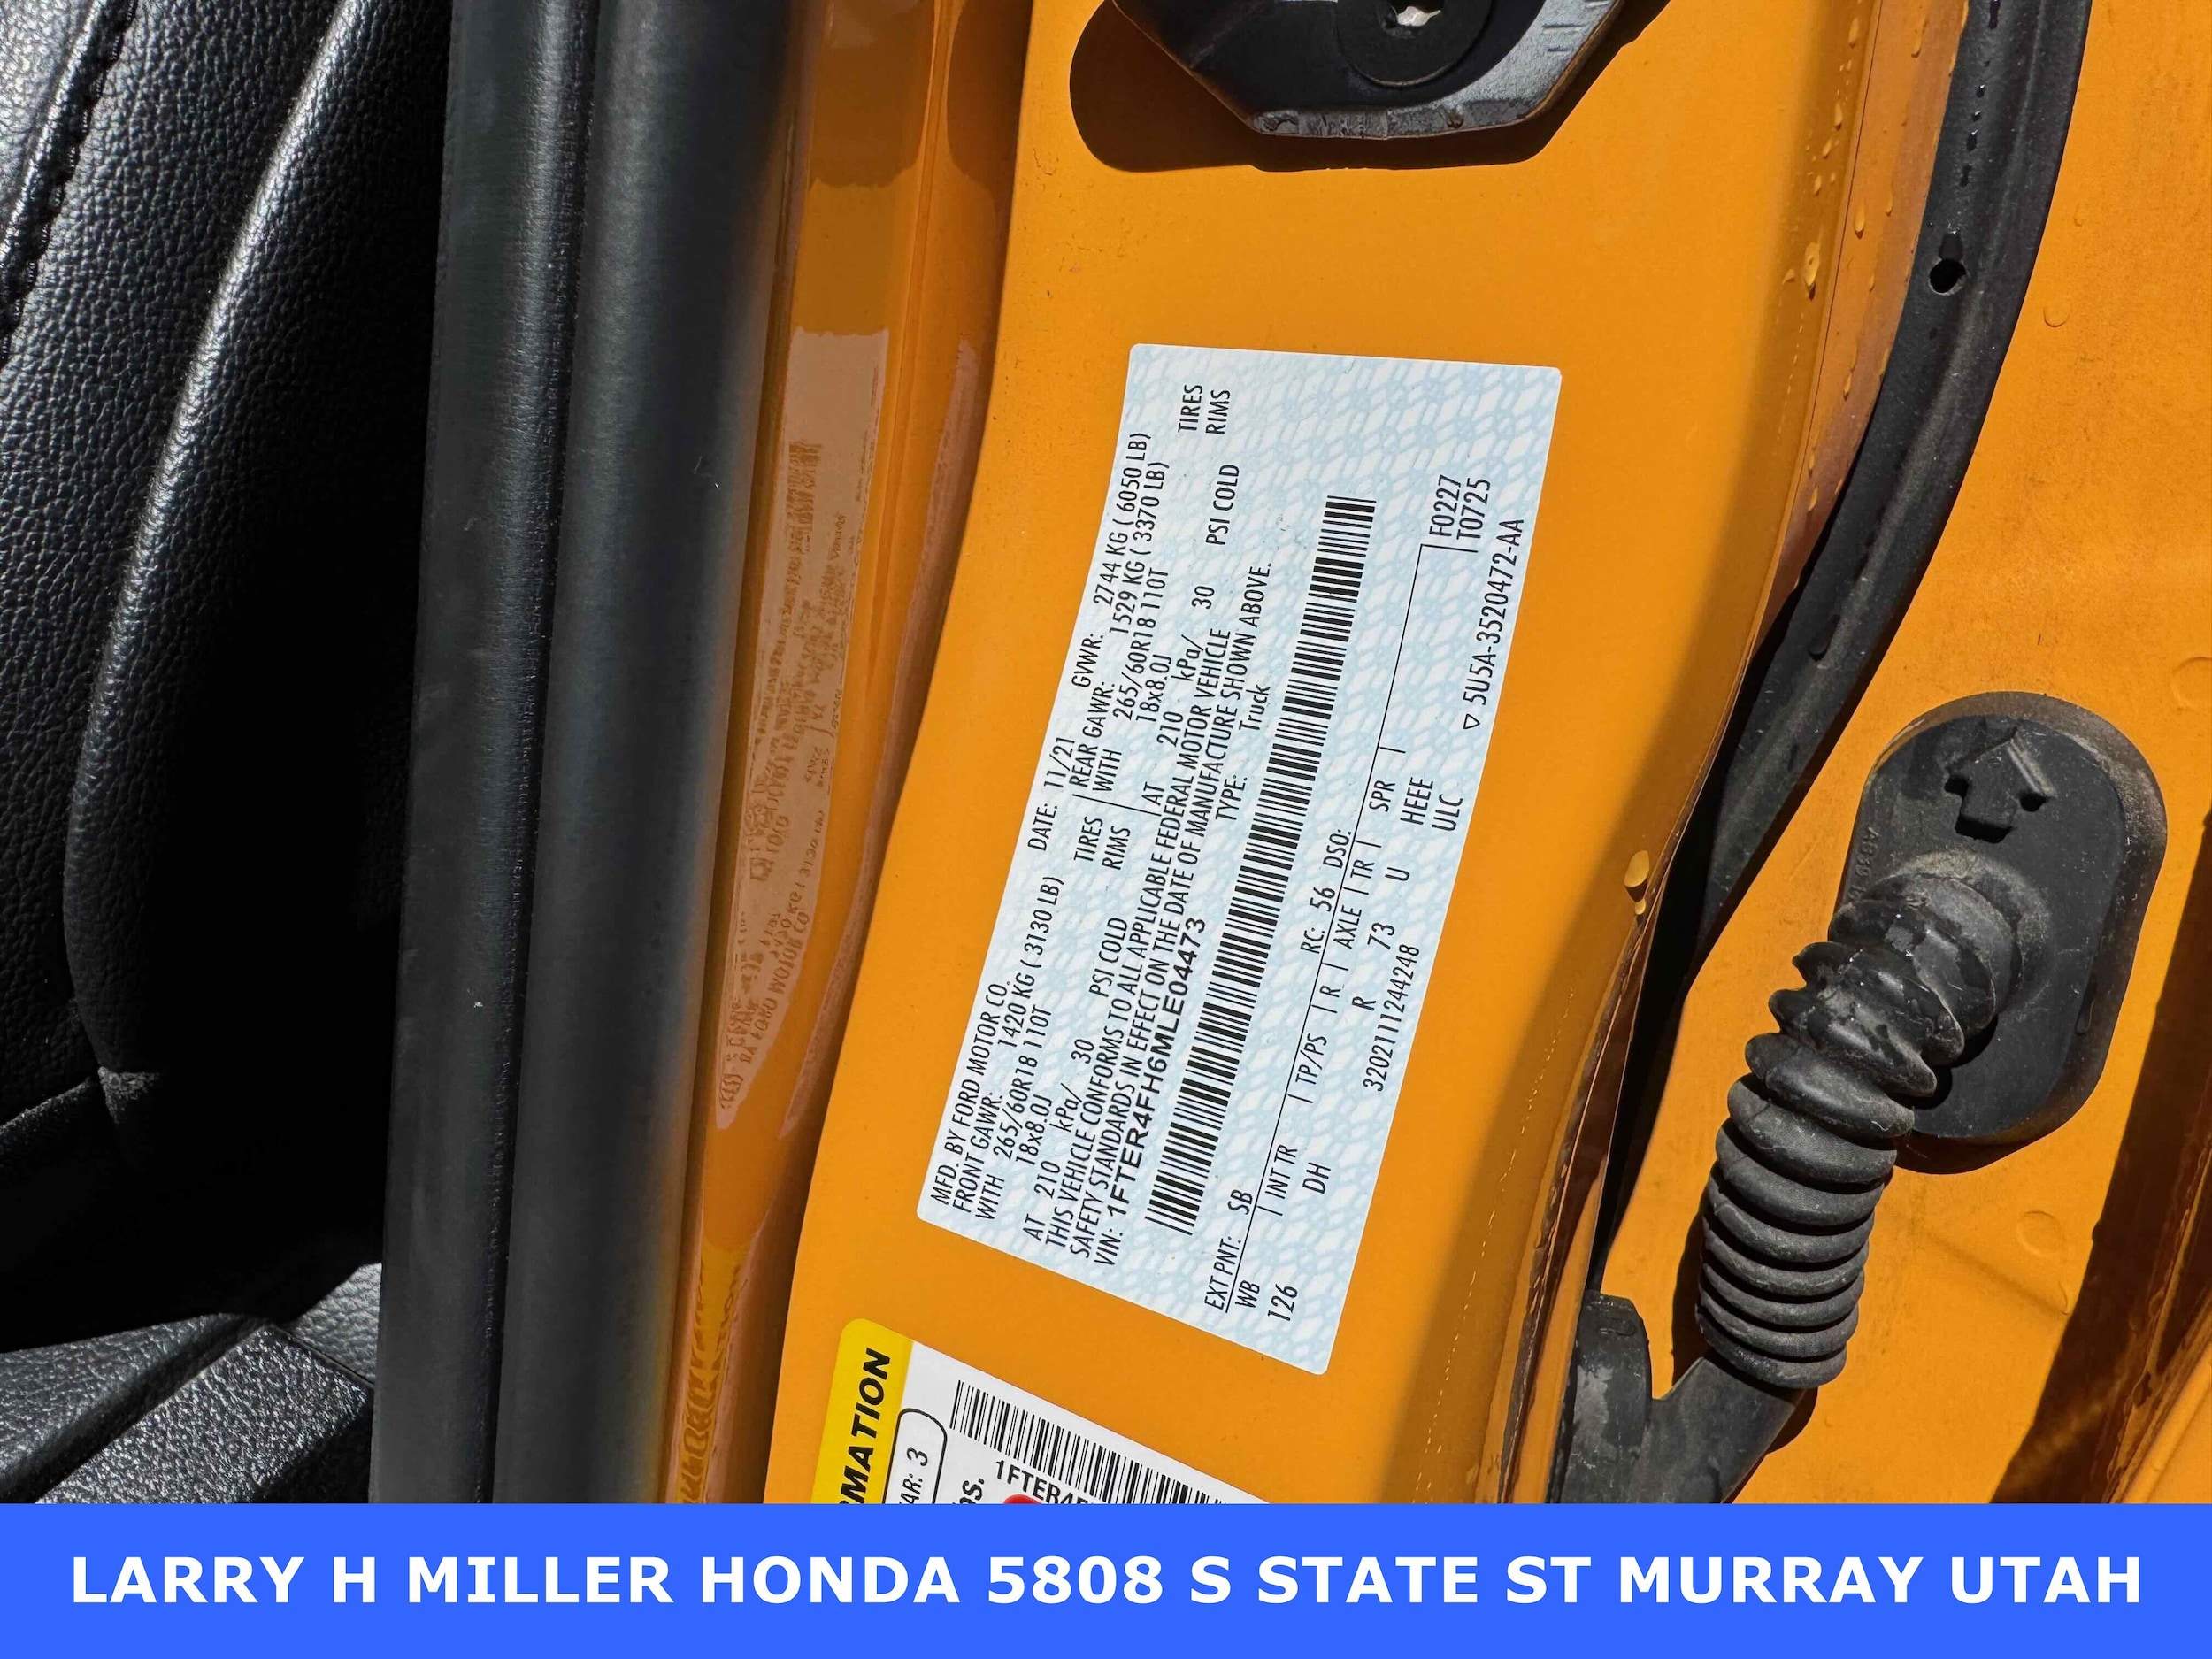 MFD. BY FORD MOTOR CO. DATE: 11/21 GVWR: 2744 KG ( 6050 LB)
FRONT GAWR: 1420 KG ( 3130 LB) REAR GAWR: 1529 KG ( 3370 LB)
WITH 265/60R18 110T TIRES WITH 265/60R18 110T TIRES
18x8.0J RIMS 18x8.0J RIMS
AT 210 kPa/ 30 PSI COLD AT 210 kPa/ 30 PSI COLD
THIS VEHICLE CONFORMS TO ALL APPLICABLE FEDERAL MOTOR VEHICLE
SAFETY STANDARDS IN EFFECT ON THE DATE OF MANUFACTURE SHOWN ABOVE.
VIN: 1FTER4FH6MLE04473 TYPE: Truck
EXT PNT: SB RC: 56 DSO:
WB INT TR TP/PS R AXLE TR SPR
126 DH R 73 U HEEE
ULC
F0227
T0725
3202111244248
▽ 5U5A-3520472-AA
RMATION
AR: 3
1FTER4F
LARRY H MILLER HONDA 5808 S STATE ST MURRAY UTAH